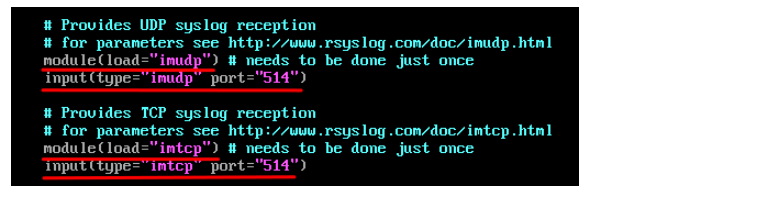 # Provides UDP syslog reception
# for parameters see http://www.rsyslog.com/doc/imudp.html
module(load="imudp") # needs to be done just once
input(type="imudp" port="514")
# Provides TCP syslog reception
# for parameters see http://www.rsyslog.com/doc/imtcp.html
module(load="imtcp") # needs to be done just once
input(type="imtcp" port="514")